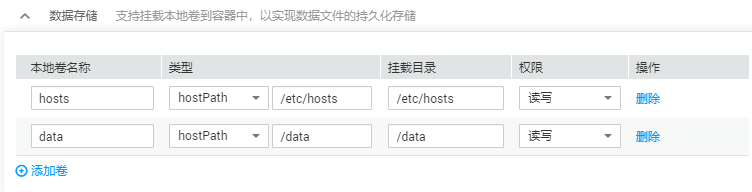 数据存储 支持挂载本地卷到容器中，以实现数据文件的持久化存储
本地卷名称 类型 挂载目录 权限 操作
hosts hostPath /etc/hosts /etc/hosts 读写 删除
data hostPath /data /data 读写 删除
添加卷